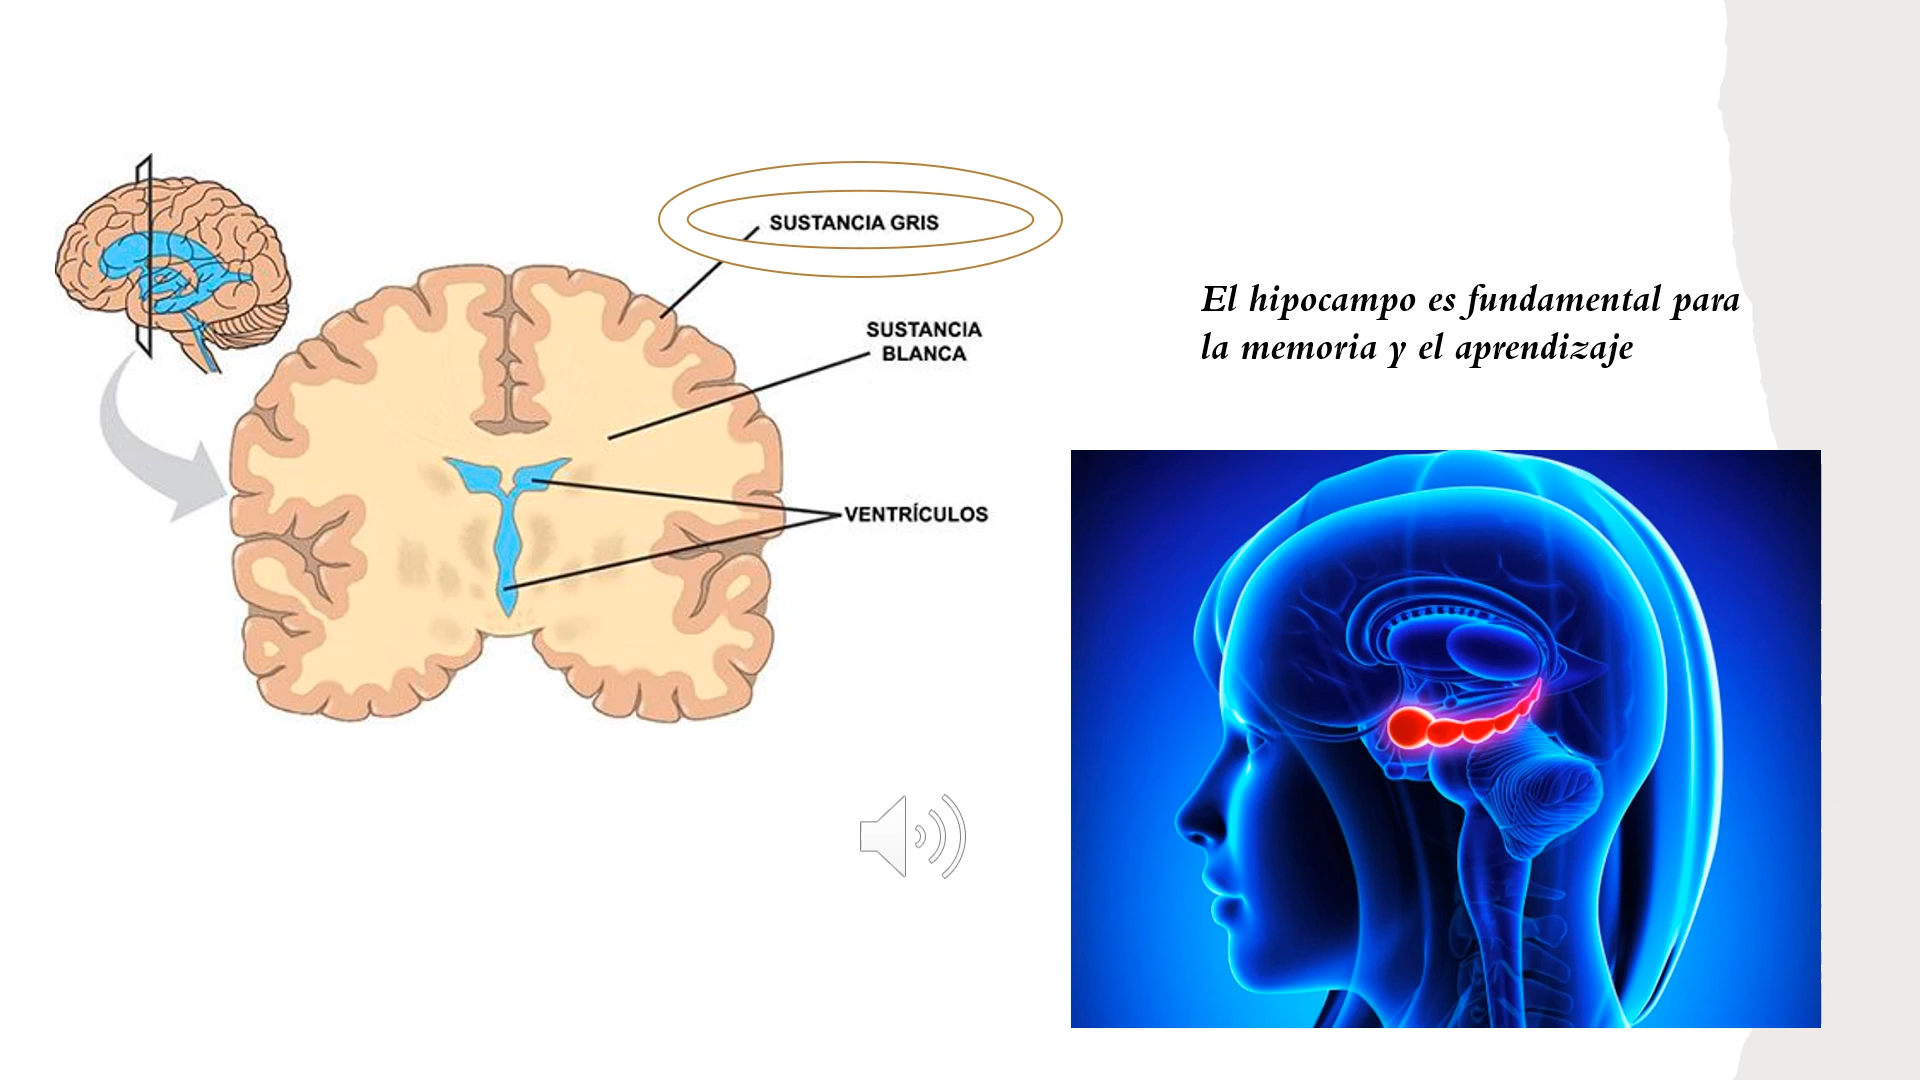 SUSTANCIA GRIS
SUSTANCIA
BLANCA
VENTRÍCULOS
El hipocampo es fundamental para
la memoria y el aprendizaje